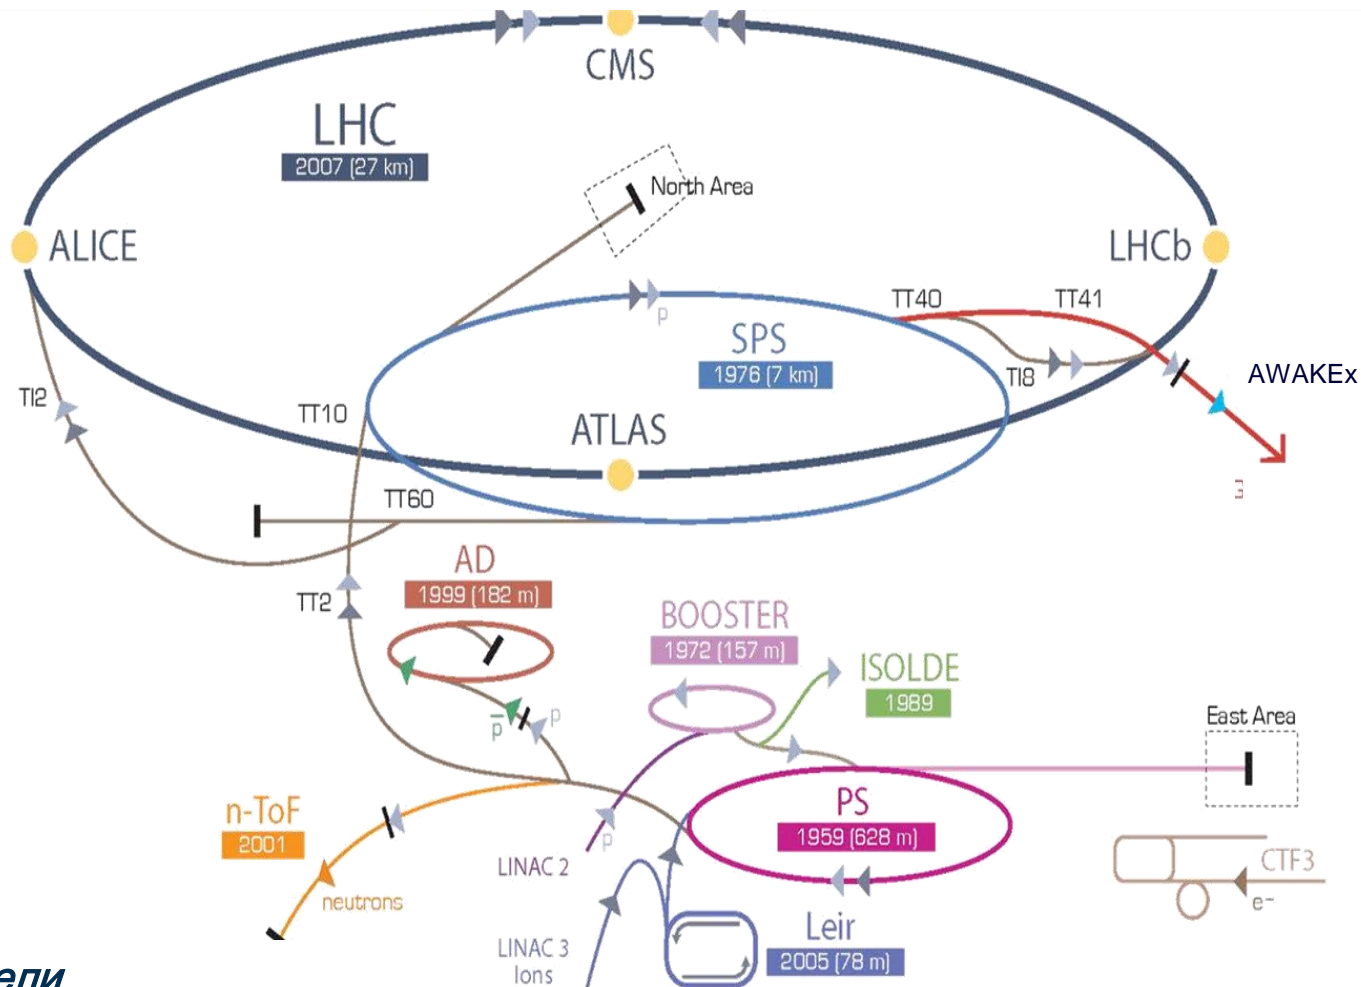 CMS
LHC
2007 (27 km)
North Area
ALICE
LHCb
TT40
TT41
p
SPS
1976 (7 km)
TI8
AWAKEx
TI2
TT10
ATLAS
TT60
AD
1999 (182 m)
TT2
BOOSTER
1972 (157 m)
ISOLDE
1989
p̅
p
East Area
n-ToF
2001
PS
1959 (628 m)
p
LINAC 2
CTF3
neutrons
e-
Leir
2005 (78 m)
LINAC 3
Ions
ели